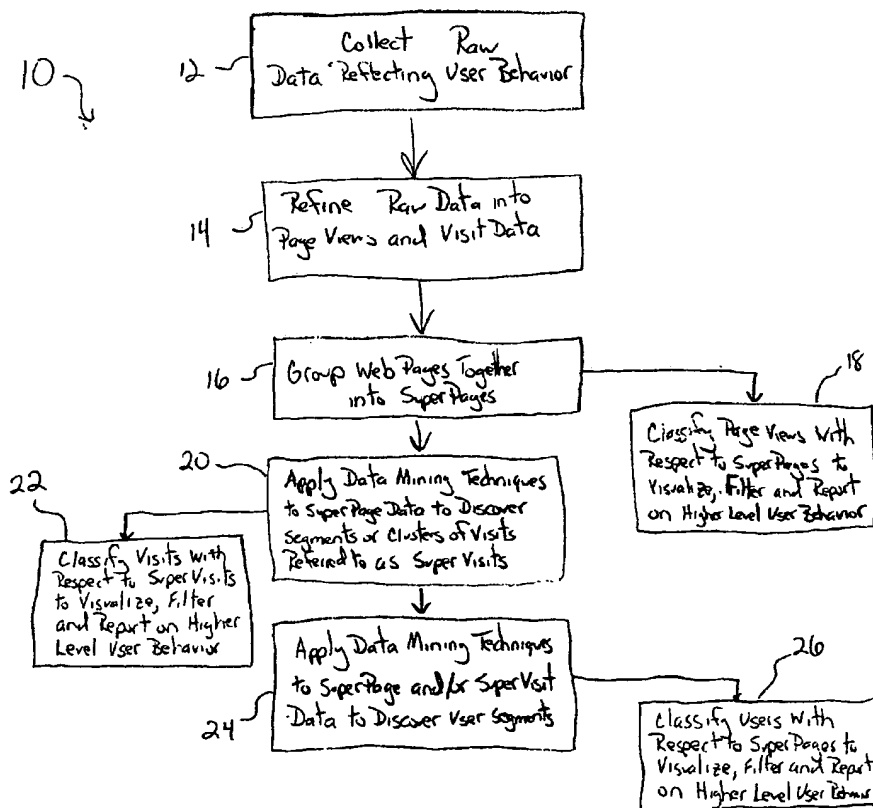 10
12
Collect Raw
Data Reflecting User Behavior
14
Refine Raw Data into
Page Views and Visit Data
16
Group Web Pages Together
into SuperPages
18
Classify Page Views With
Respect to SuperPages to
Visualize, Filter and Report
on Higher Level User Behavior
20
Apply Data Mining Techniques
to SuperPage Data to Discover
Segments or Clusters of Visits
Referred to as Super Visits
22
Classify Visits With
Respect to SuperVisits
to Visualize, Filter
and Report on Higher
Level User Behavior
24
Apply Data Mining Techniques
to SuperPage and/or SuperVisit
Data to Discover User Segments
26
Classify Users With
Respect to SuperPages to
Visualize, Filter and Report
on Higher Level User Behavior